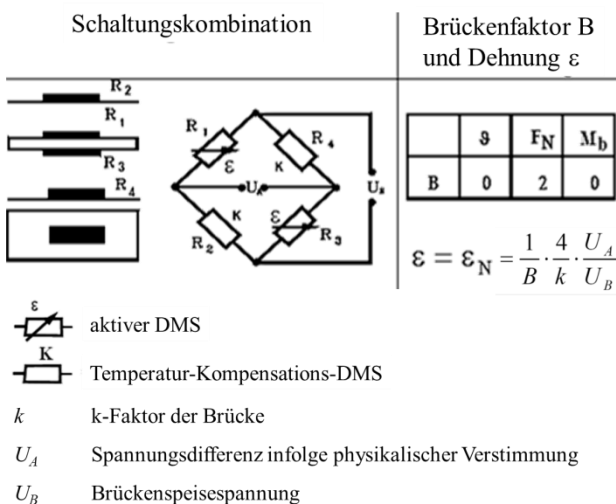 Schaltungskombination
Brückenfaktor B
und Dehnung ε
R2
R1
R3
R4
R1
ε
R4
K
UA
UB
K
R2
ε
R3
ϑ FN Mb
B 0 2 0
ε = εN = 1/B · 4/k · UA/UB
ε
aktiver DMS
K
Temperatur-Kompensations-DMS
k k-Faktor der Brücke
UA Spannungsdifferenz infolge physikalischer Verstimmung
UB Brückenspeisespannung